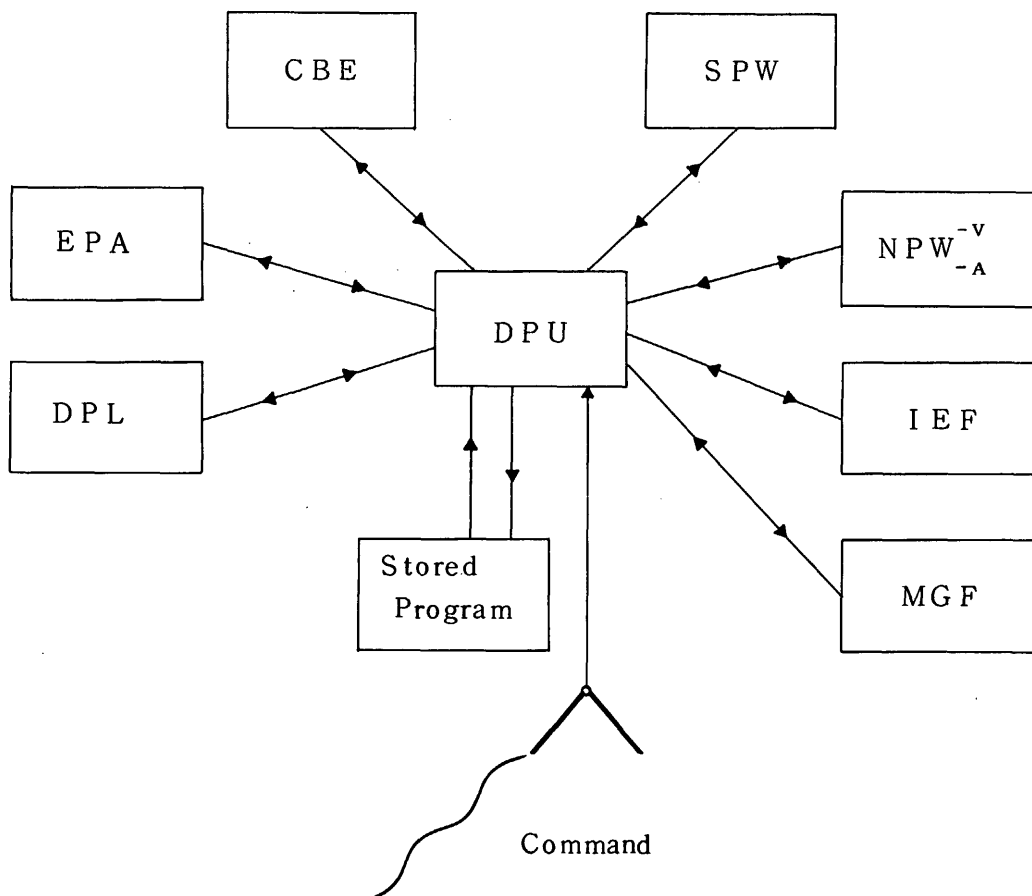 CBE
SPW
EPA
NPW-V-A
DPU
DPL
IEF
Stored
Program
MGF
Command